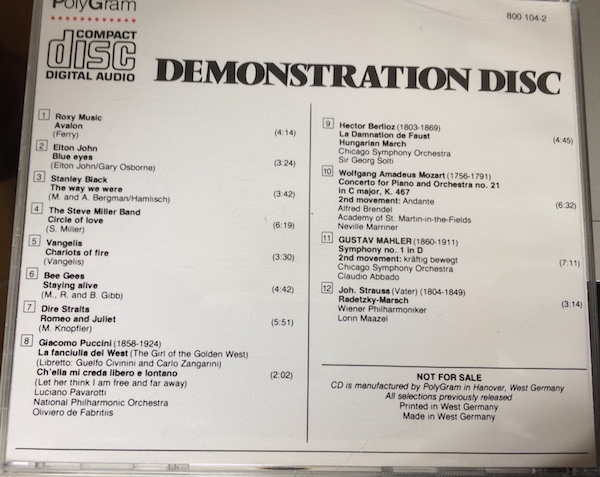 PolyGram
800 104-2
COMPACT
disc
DIGITAL AUDIO
DEMONSTRATION DISC
1 Roxy Music
Avalon
(Ferry) (4:14)
2 Elton John
Blue eyes
(Elton John/Gary Osborne) (3:24)
3 Stanley Black
The way we were
(M. and A. Bergman/Hamlisch) (3:42)
4 The Steve Miller Band
Circle of love
(S. Miller) (6:19)
5 Vangelis
Chariots of fire
(Vangelis) (3:30)
6 Bee Gees
Staying alive
(M., R. and B. Gibb) (4:42)
7 Dire Straits
Romeo and Juliet
(M. Knopfler) (5:51)
8 Giacomo Puccini (1858-1924)
La fanciulla del West (The Girl of the Golden West)
(Libretto: Guelfo Civinini and Carlo Zangarini)
Ch'ella mi creda libero e lontano (2:02)
(Let her think I am free and far away)
Luciano Pavarotti
National Philharmonic Orchestra
Oliviero de Fabritiis
9 Hector Berlioz (1803-1869)
La Damnation de Faust
Hungarian March (4:45)
Chicago Symphony Orchestra
Sir Georg Solti
10 Wolfgang Amadeus Mozart (1756-1791)
Concerto for Piano and Orchestra no. 21
in C major, K. 467
2nd movement: Andante (6:32)
Alfred Brendel
Academy of St. Martin-in-the-Fields
Neville Marriner
11 GUSTAV MAHLER (1860-1911)
Symphony no. 1 in D
2nd movement: kräftig bewegt (7:11)
Chicago Symphony Orchestra
Claudio Abbado
12 Joh. Strauss (Vater) (1804-1849)
Radetzky-Marsch (3:14)
Wiener Philharmoniker
Lorin Maazel
NOT FOR SALE
CD is manufactured by PolyGram in Hanover, West Germany
All selections previously released
Printed in West Germany
Made in West Germany